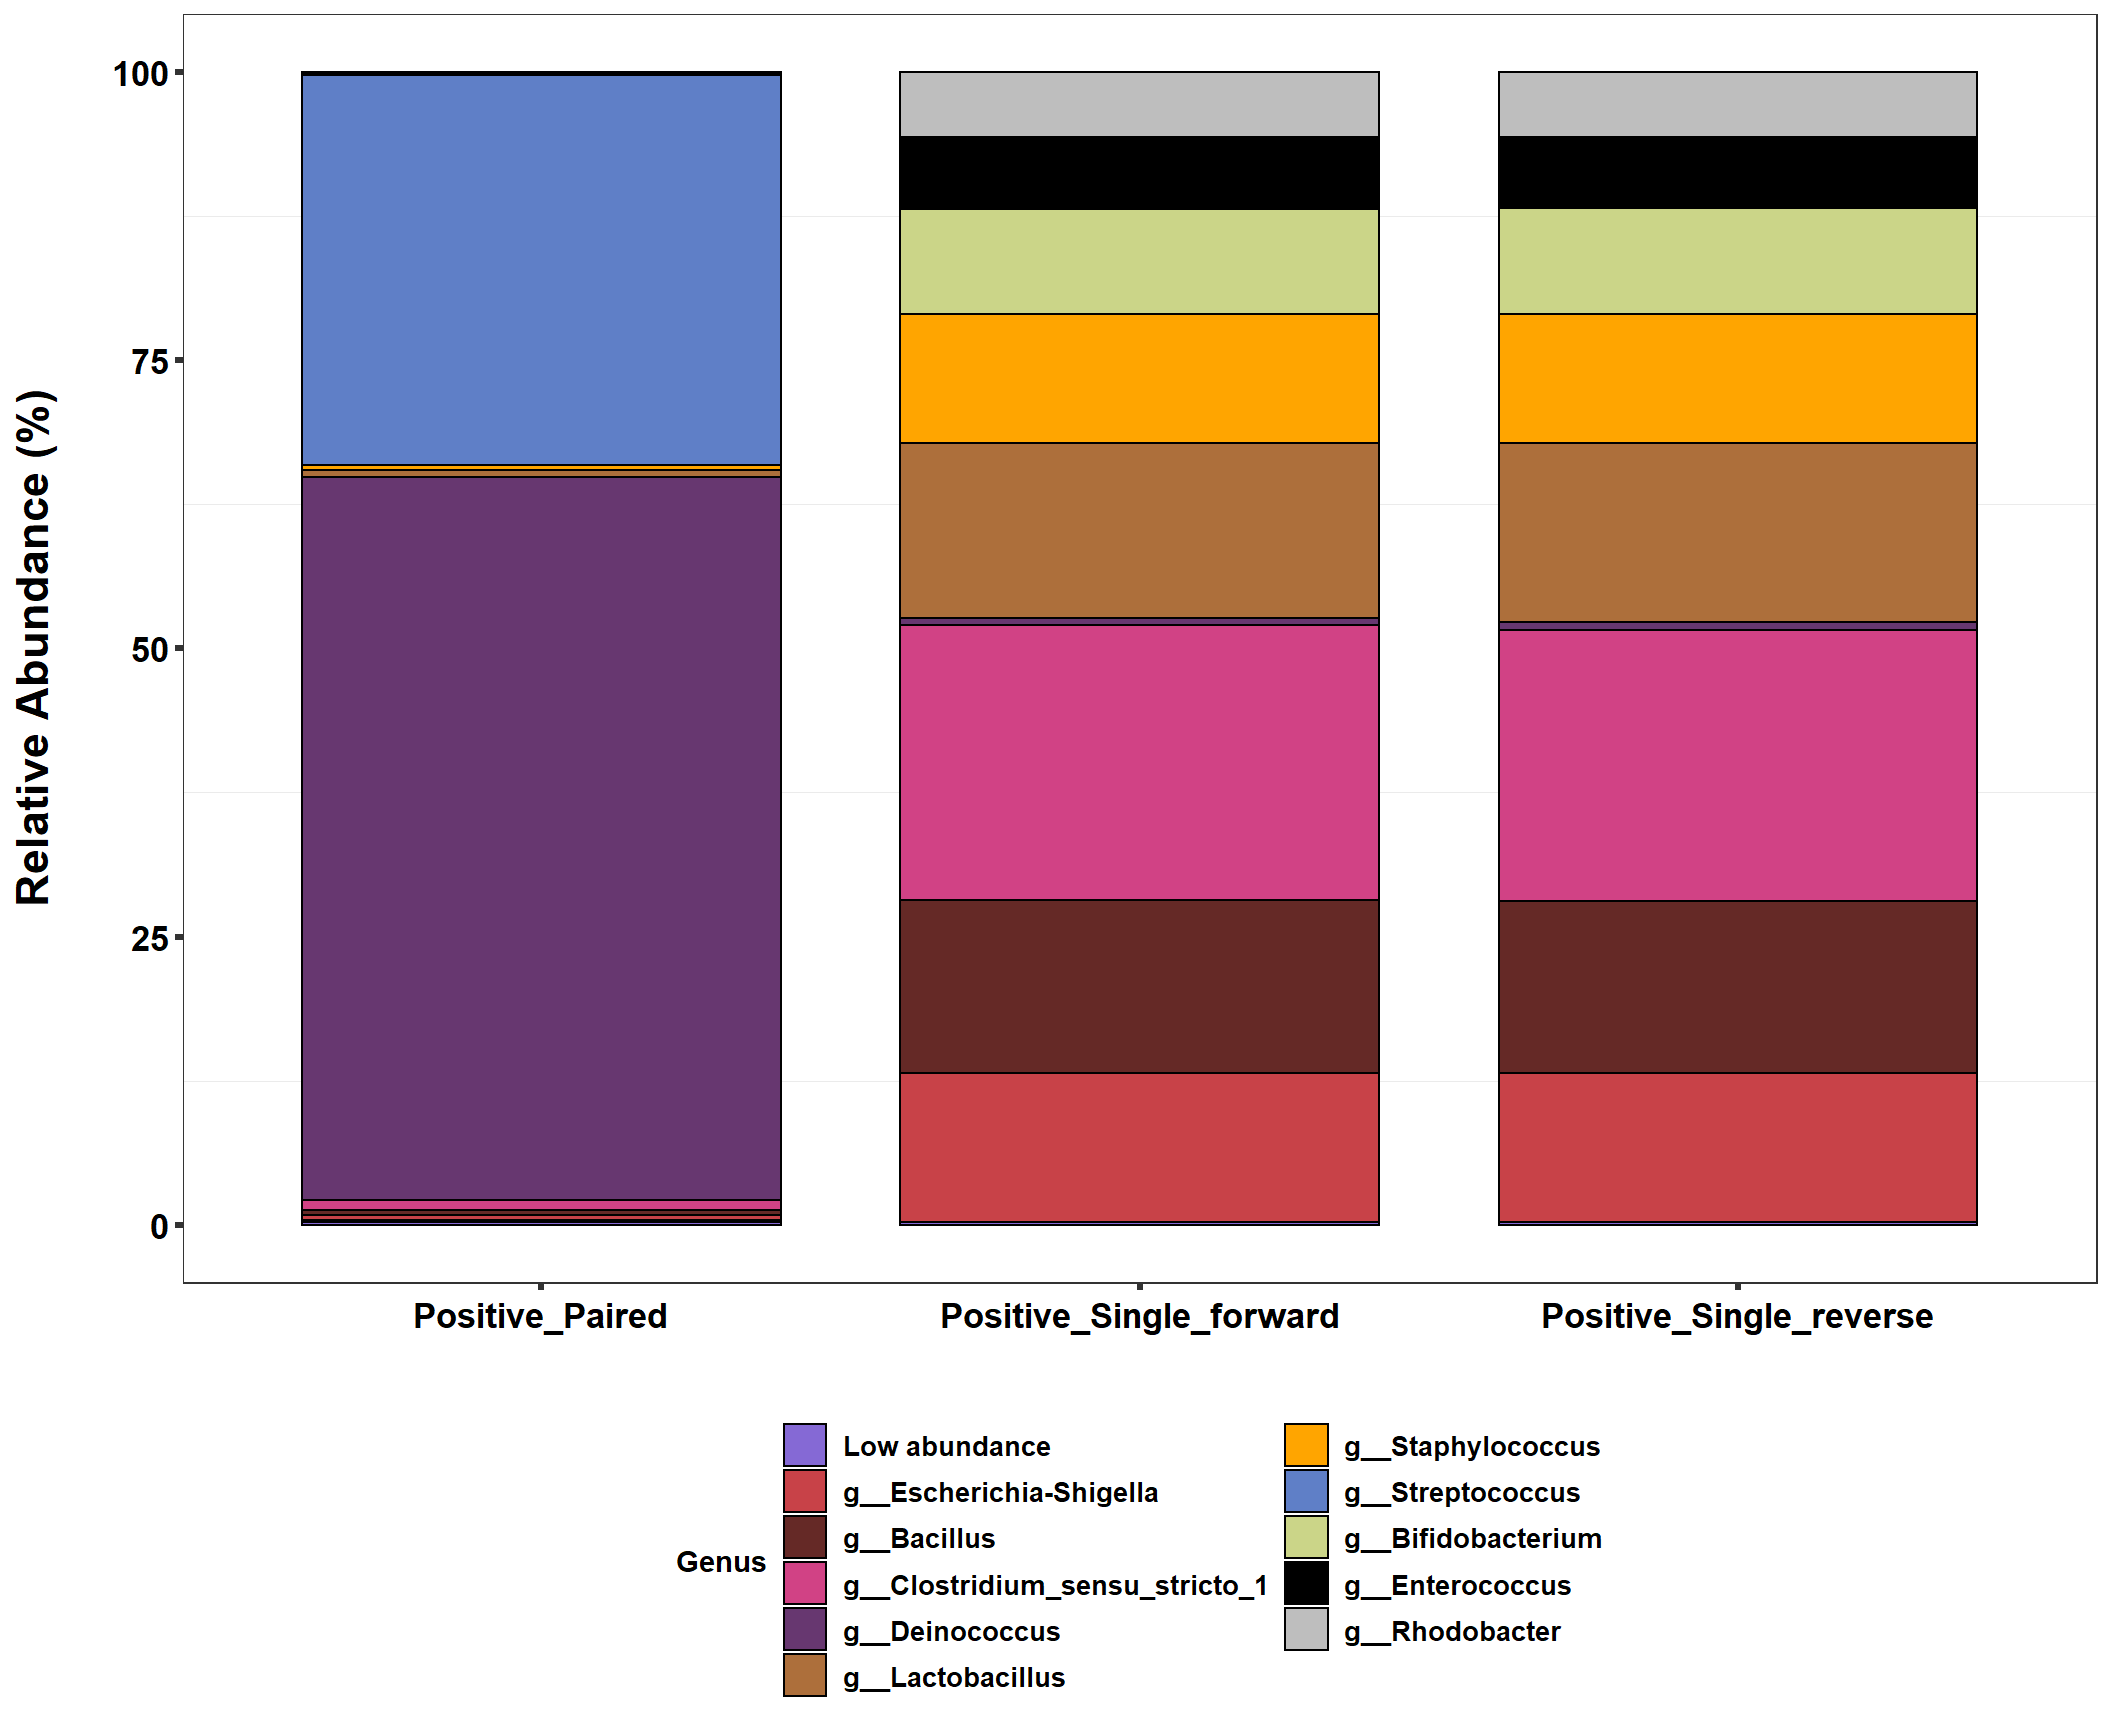 Relative Abundance (%)
100
75
50
25
0
Positive_Paired
Positive_Single_forward
Positive_Single_reverse
Genus
Low abundance
g__Escherichia-Shigella
g__Bacillus
g__Clostridium_sensu_stricto_1
g__Deinococcus
g__Lactobacillus
g__Staphylococcus
g__Streptococcus
g__Bifidobacterium
g__Enterococcus
g__Rhodobacter